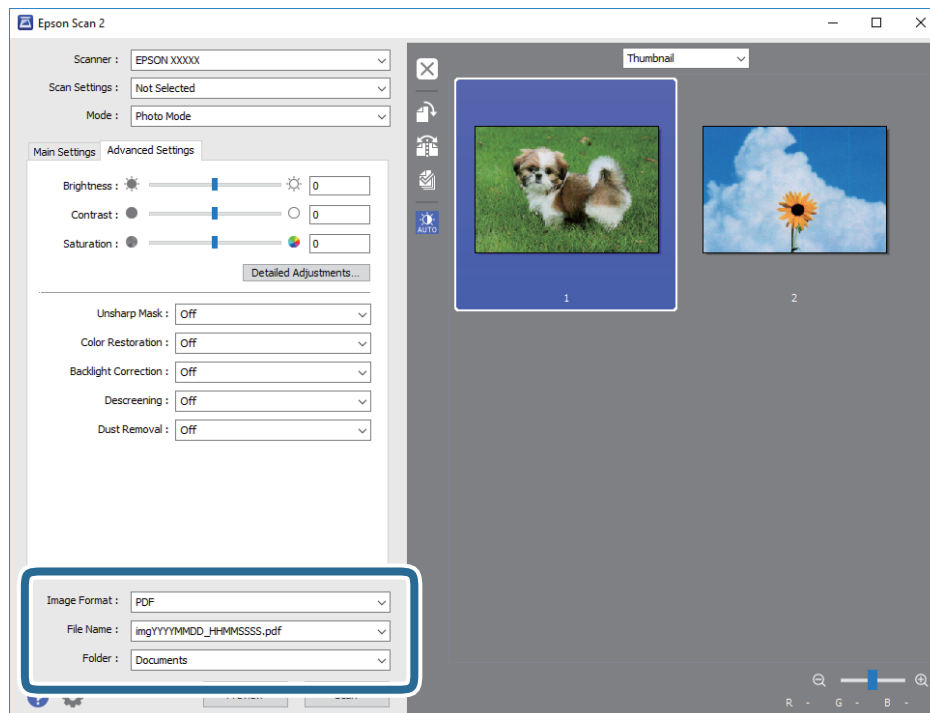 Epson Scan 2
Scanner : EPSON XXXXX
Scan Settings : Not Selected
Mode : Photo Mode
Main Settings Advanced Settings
Brightness : 0
Contrast : 0
Saturation : 0
Detailed Adjustments...
Unsharp Mask : Off
Color Restoration : Off
Backlight Correction : Off
Descreening : Off
Dust Removal : Off
Image Format : PDF
File Name : imgYYYYMMDD_HHMMSSSS.pdf
Folder : Documents
?
Thumbnail
AUTO
1 2
R - G - B -